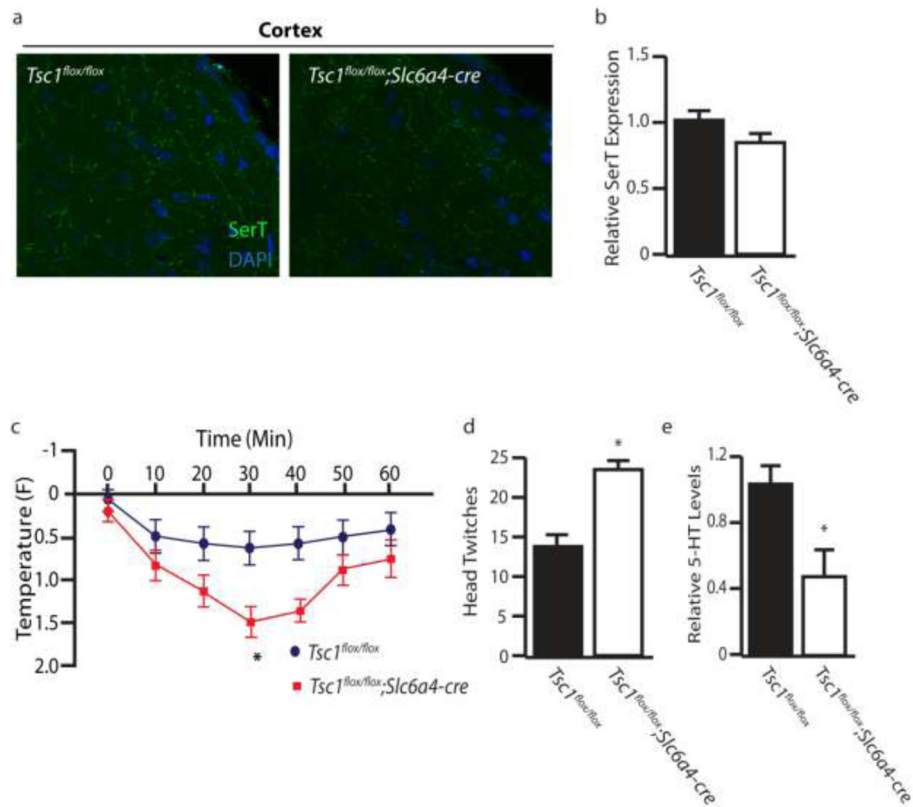 a
Cortex
Tsc1flox/flox
Tsc1flox/flox;Slc6a4-cre
SerT
DAPI
b
Relative SerT Expression
1.5
1.0
0.5
0
Tsc1flox/flox
Tsc1flox/flox;Slc6a4-cre
c
Time (Min)
0 10 20 30 40 50 60
Temperature (F)
-1
0
0.5
1.0
1.5
2.0
*
Tsc1flox/flox
Tsc1flox/flox;Slc6a4-cre
d
Head Twitches
25
20
15
10
5
0
*
Tsc1flox/flox
Tsc1flox/flox;Slc6a4-cre
e
Relative 5-HT Levels
1.2
0.8
0.4
0
*
Tsc1flox/flox
Tsc1flox/flox;Slc6a4-cre